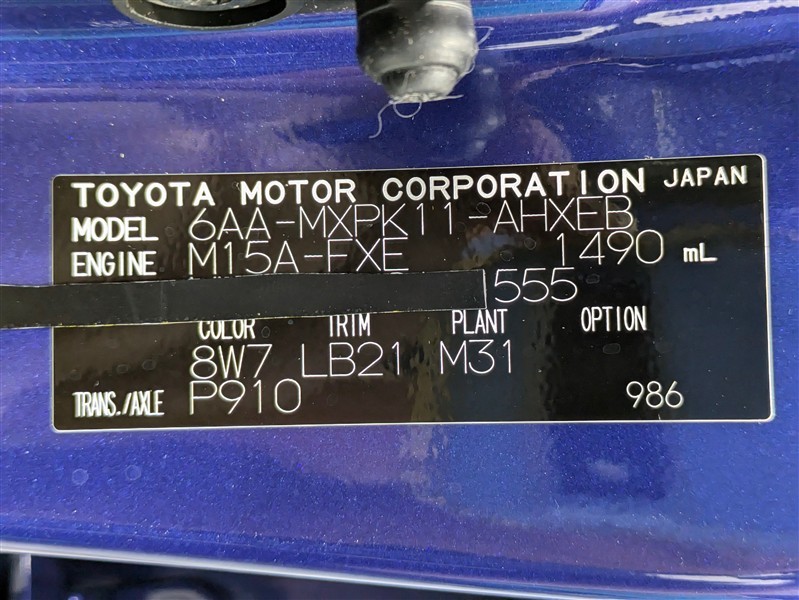 TOYOTA MOTOR CORPORATION JAPAN
MODEL 6AA-MXPK11-AHXEB
ENGINE M15A-FXE 1490 mL
555
COLOR TRIM PLANT OPTION
8W7 LB21 M31
TRANS./AXLE P910 986